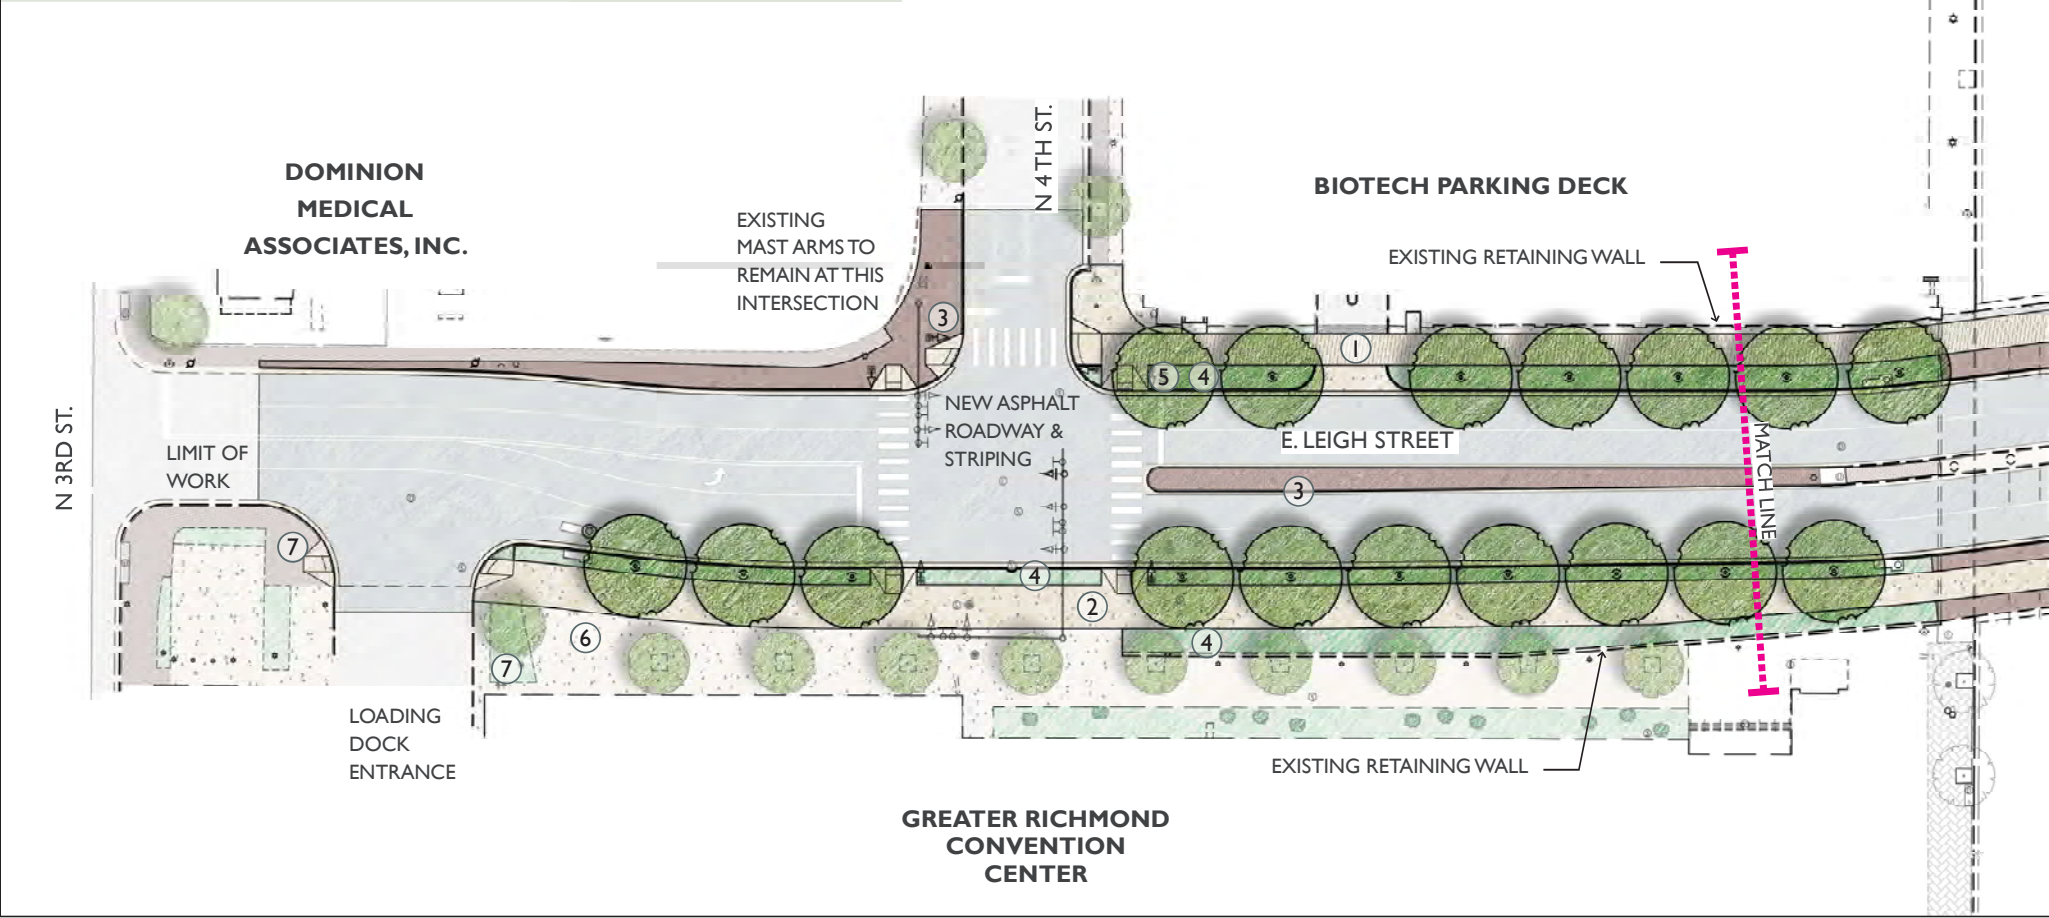 DOMINION
MEDICAL
ASSOCIATES, INC.
EXISTING
MAST ARMS TO
REMAIN AT THIS
INTERSECTION
N 4TH ST.
BIOTECH PARKING DECK
EXISTING RETAINING WALL
3
1
5
4
NEW ASPHALT
ROADWAY &
STRIPING
E. LEIGH STREET
MATCH LINE
N 3RD ST.
LIMIT OF
WORK
3
7
4
2
6
4
7
LOADING
DOCK
ENTRANCE
EXISTING RETAINING WALL
GREATER RICHMOND
CONVENTION
CENTER